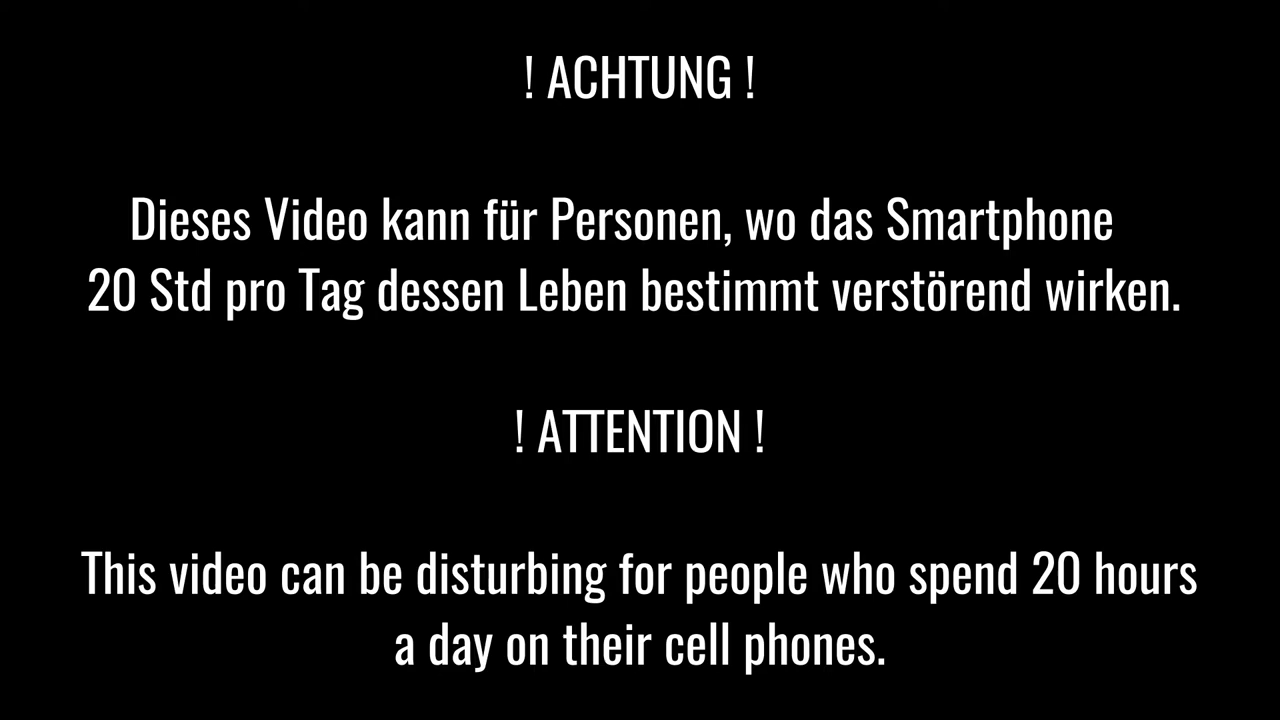 ! ACHTUNG !
Dieses Video kann für Personen, wo das Smartphone
20 Std pro Tag dessen Leben bestimmt verstörend wirken.
! ATTENTION !
This video can be disturbing for people who spend 20 hours
a day on their cell phones.